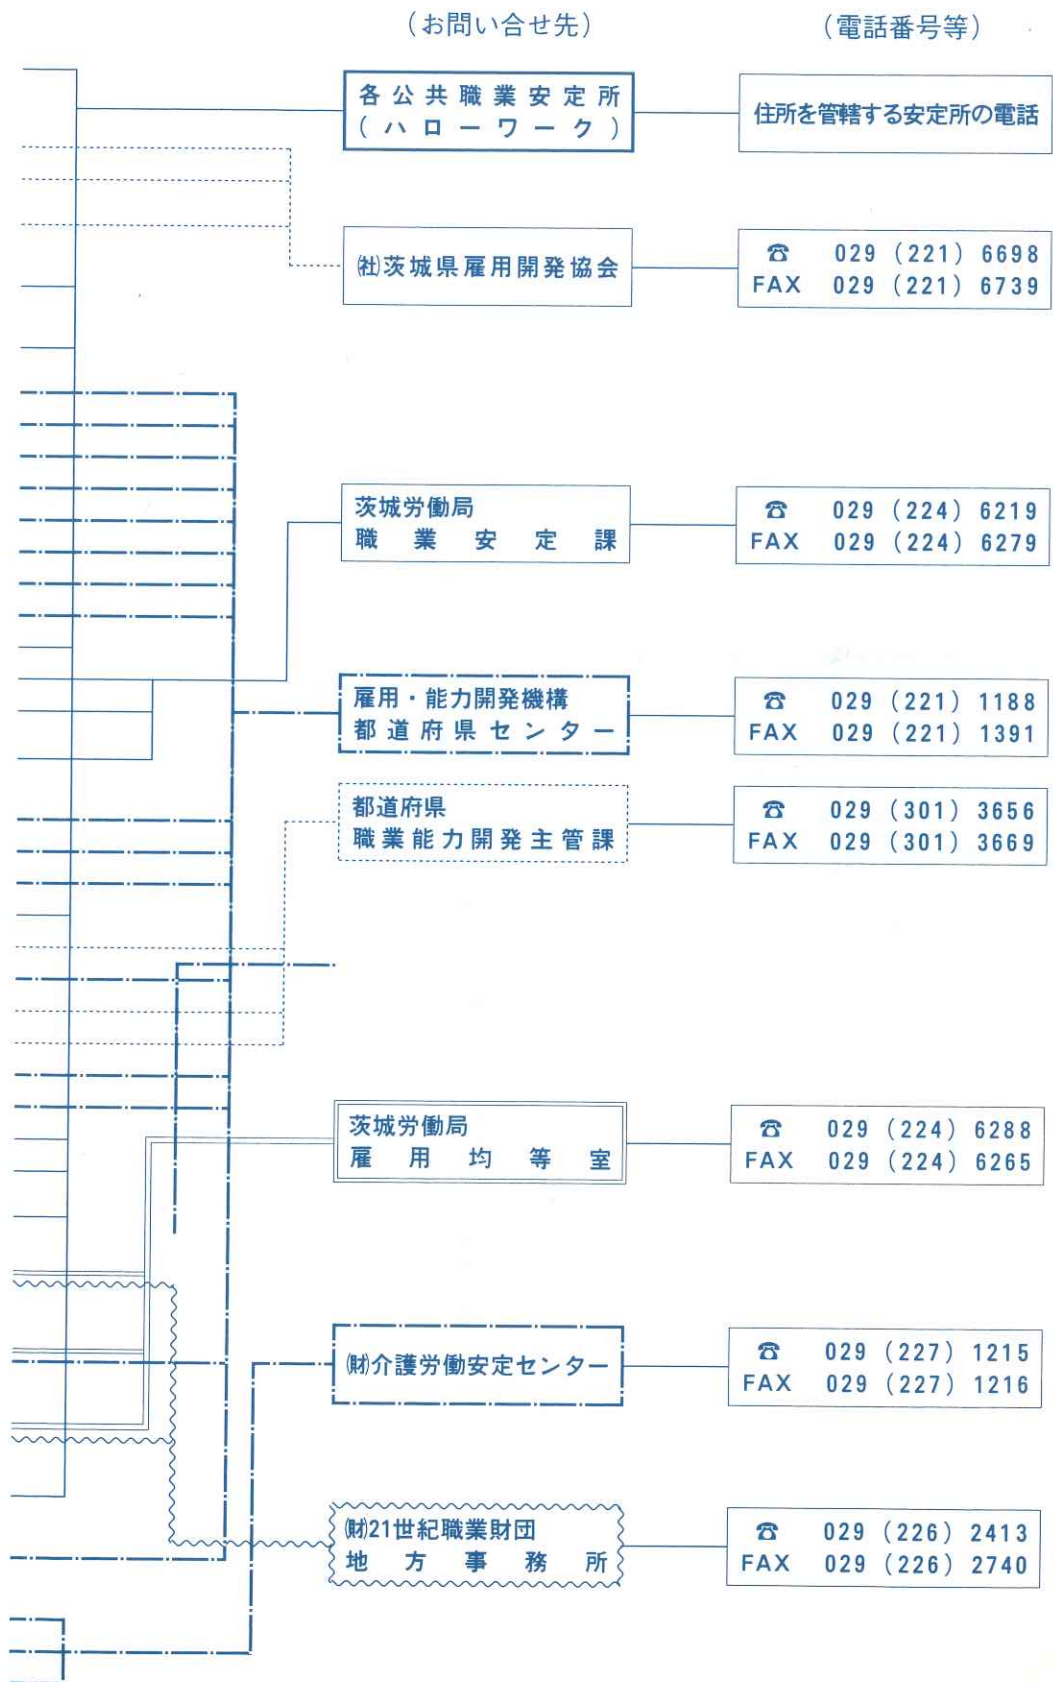 (お問い合せ先)
(電話番号等)
各公共職業安定所
(ハローワーク)
住所を管轄する安定所の電話
㈳茨城県雇用開発協会
☎ 029 (221) 6698
FAX 029 (221) 6739
茨城労働局
職業安定課
☎ 029 (224) 6219
FAX 029 (224) 6279
雇用・能力開発機構
都道府県センター
☎ 029 (221) 1188
FAX 029 (221) 1391
都道府県
職業能力開発主管課
☎ 029 (301) 3656
FAX 029 (301) 3669
茨城労働局
雇用均等室
☎ 029 (224) 6288
FAX 029 (224) 6265
㈶介護労働安定センター
☎ 029 (227) 1215
FAX 029 (227) 1216
㈶21世紀職業財団
地方事務所
☎ 029 (226) 2413
FAX 029 (226) 2740